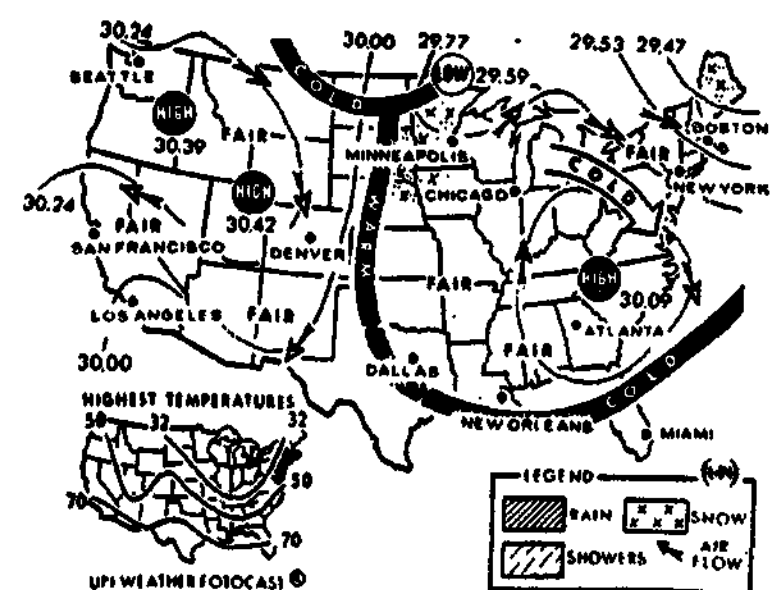 30.24
30.00
29.77
29.53
29.47
SEATTLE
COLD
LOW
29.59
HIGH
30.39
FAIR
MINNEAPOLIS
COLD
FAIR
BOSTON
NEW YORK
30.24
HIGH
30.42
CHICAGO
WARM
FAIR
SAN FRANCISCO
DENVER
FAIR
HIGH
30.09
LOS ANGELES
FAIR
ATLANTA
30.00
DALLAS
FAIR
COLD
NEW ORLEANS
MIAMI
HIGHEST TEMPERATURES
50
32
32
50
70
70
UPI WEATHER FOTOCAST
LEGEND
RAIN
SNOW
SHOWERS
AIR
FLOW